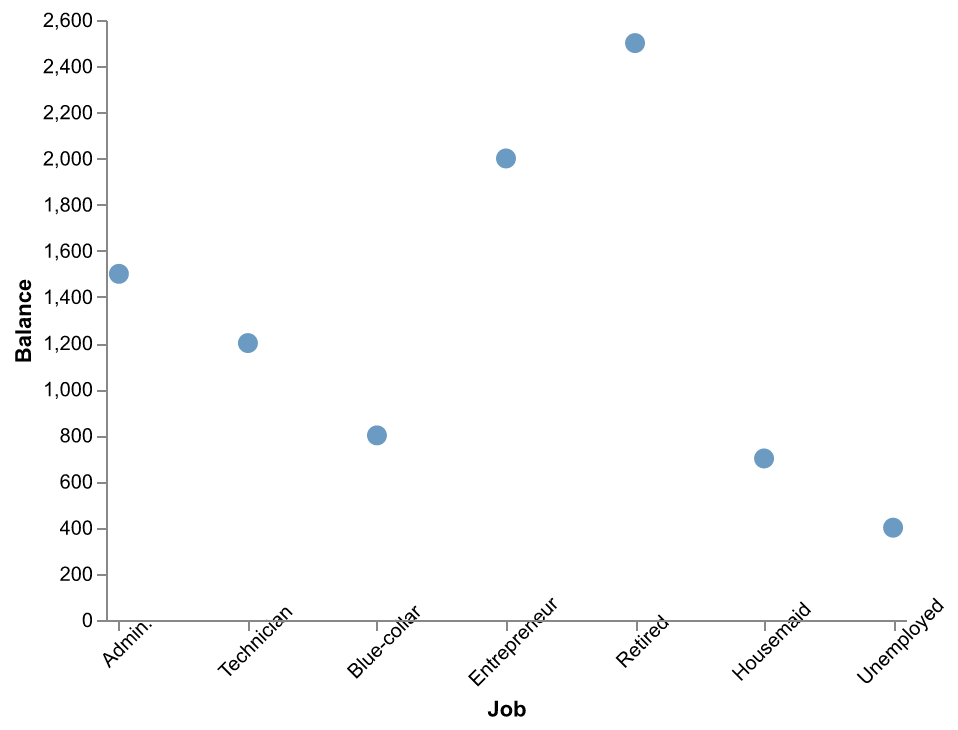 2,600
2,400
2,200
2,000
1,800
1,600
1,400
1,200
1,000
800
600
400
200
0
Balance
Admin.
Technician
Blue-collar
Entrepreneur
Retired
Housemaid
Unemployed
Job